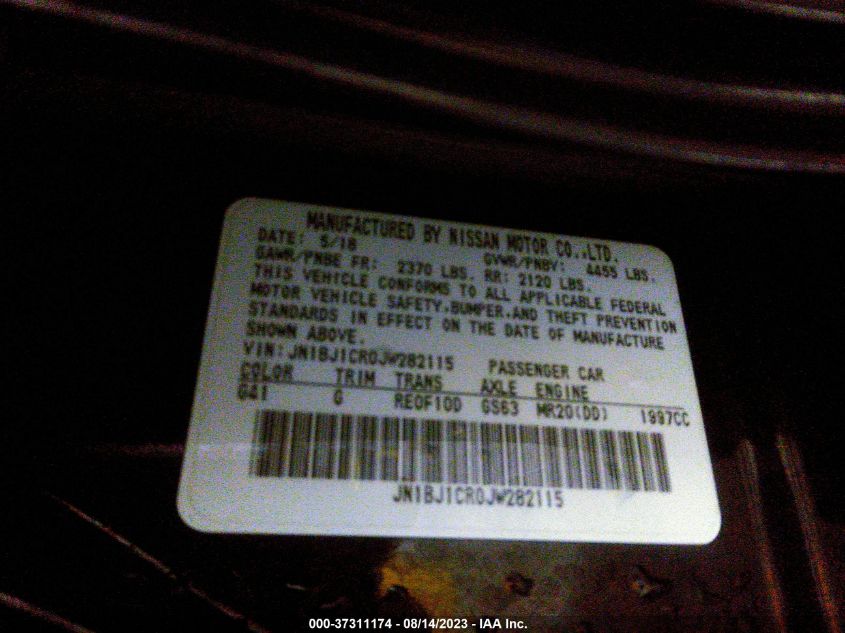 MANUFACTURED BY NISSAN MOTOR CO.,LTD.
DATE: 5/18 GVWR/PNBV: 4455 LBS.
GAWR/PNBE FR: 2370 LBS. RR: 2120 LBS.
THIS VEHICLE CONFORMS TO ALL APPLICABLE FEDERAL
MOTOR VEHICLE SAFETY,BUMPER,AND THEFT PREVENTION
STANDARDS IN EFFECT ON THE DATE OF MANUFACTURE
SHOWN ABOVE.
VIN: JN1BJ1CR0JW282115 PASSENGER CAR
COLOR TRIM TRANS AXLE ENGINE
G41 G RE0F10D GS63 MR20(DD) 1997CC
JN1BJ1CR0JW282115
000-37311174 - 08/14/2023 - IAA Inc.